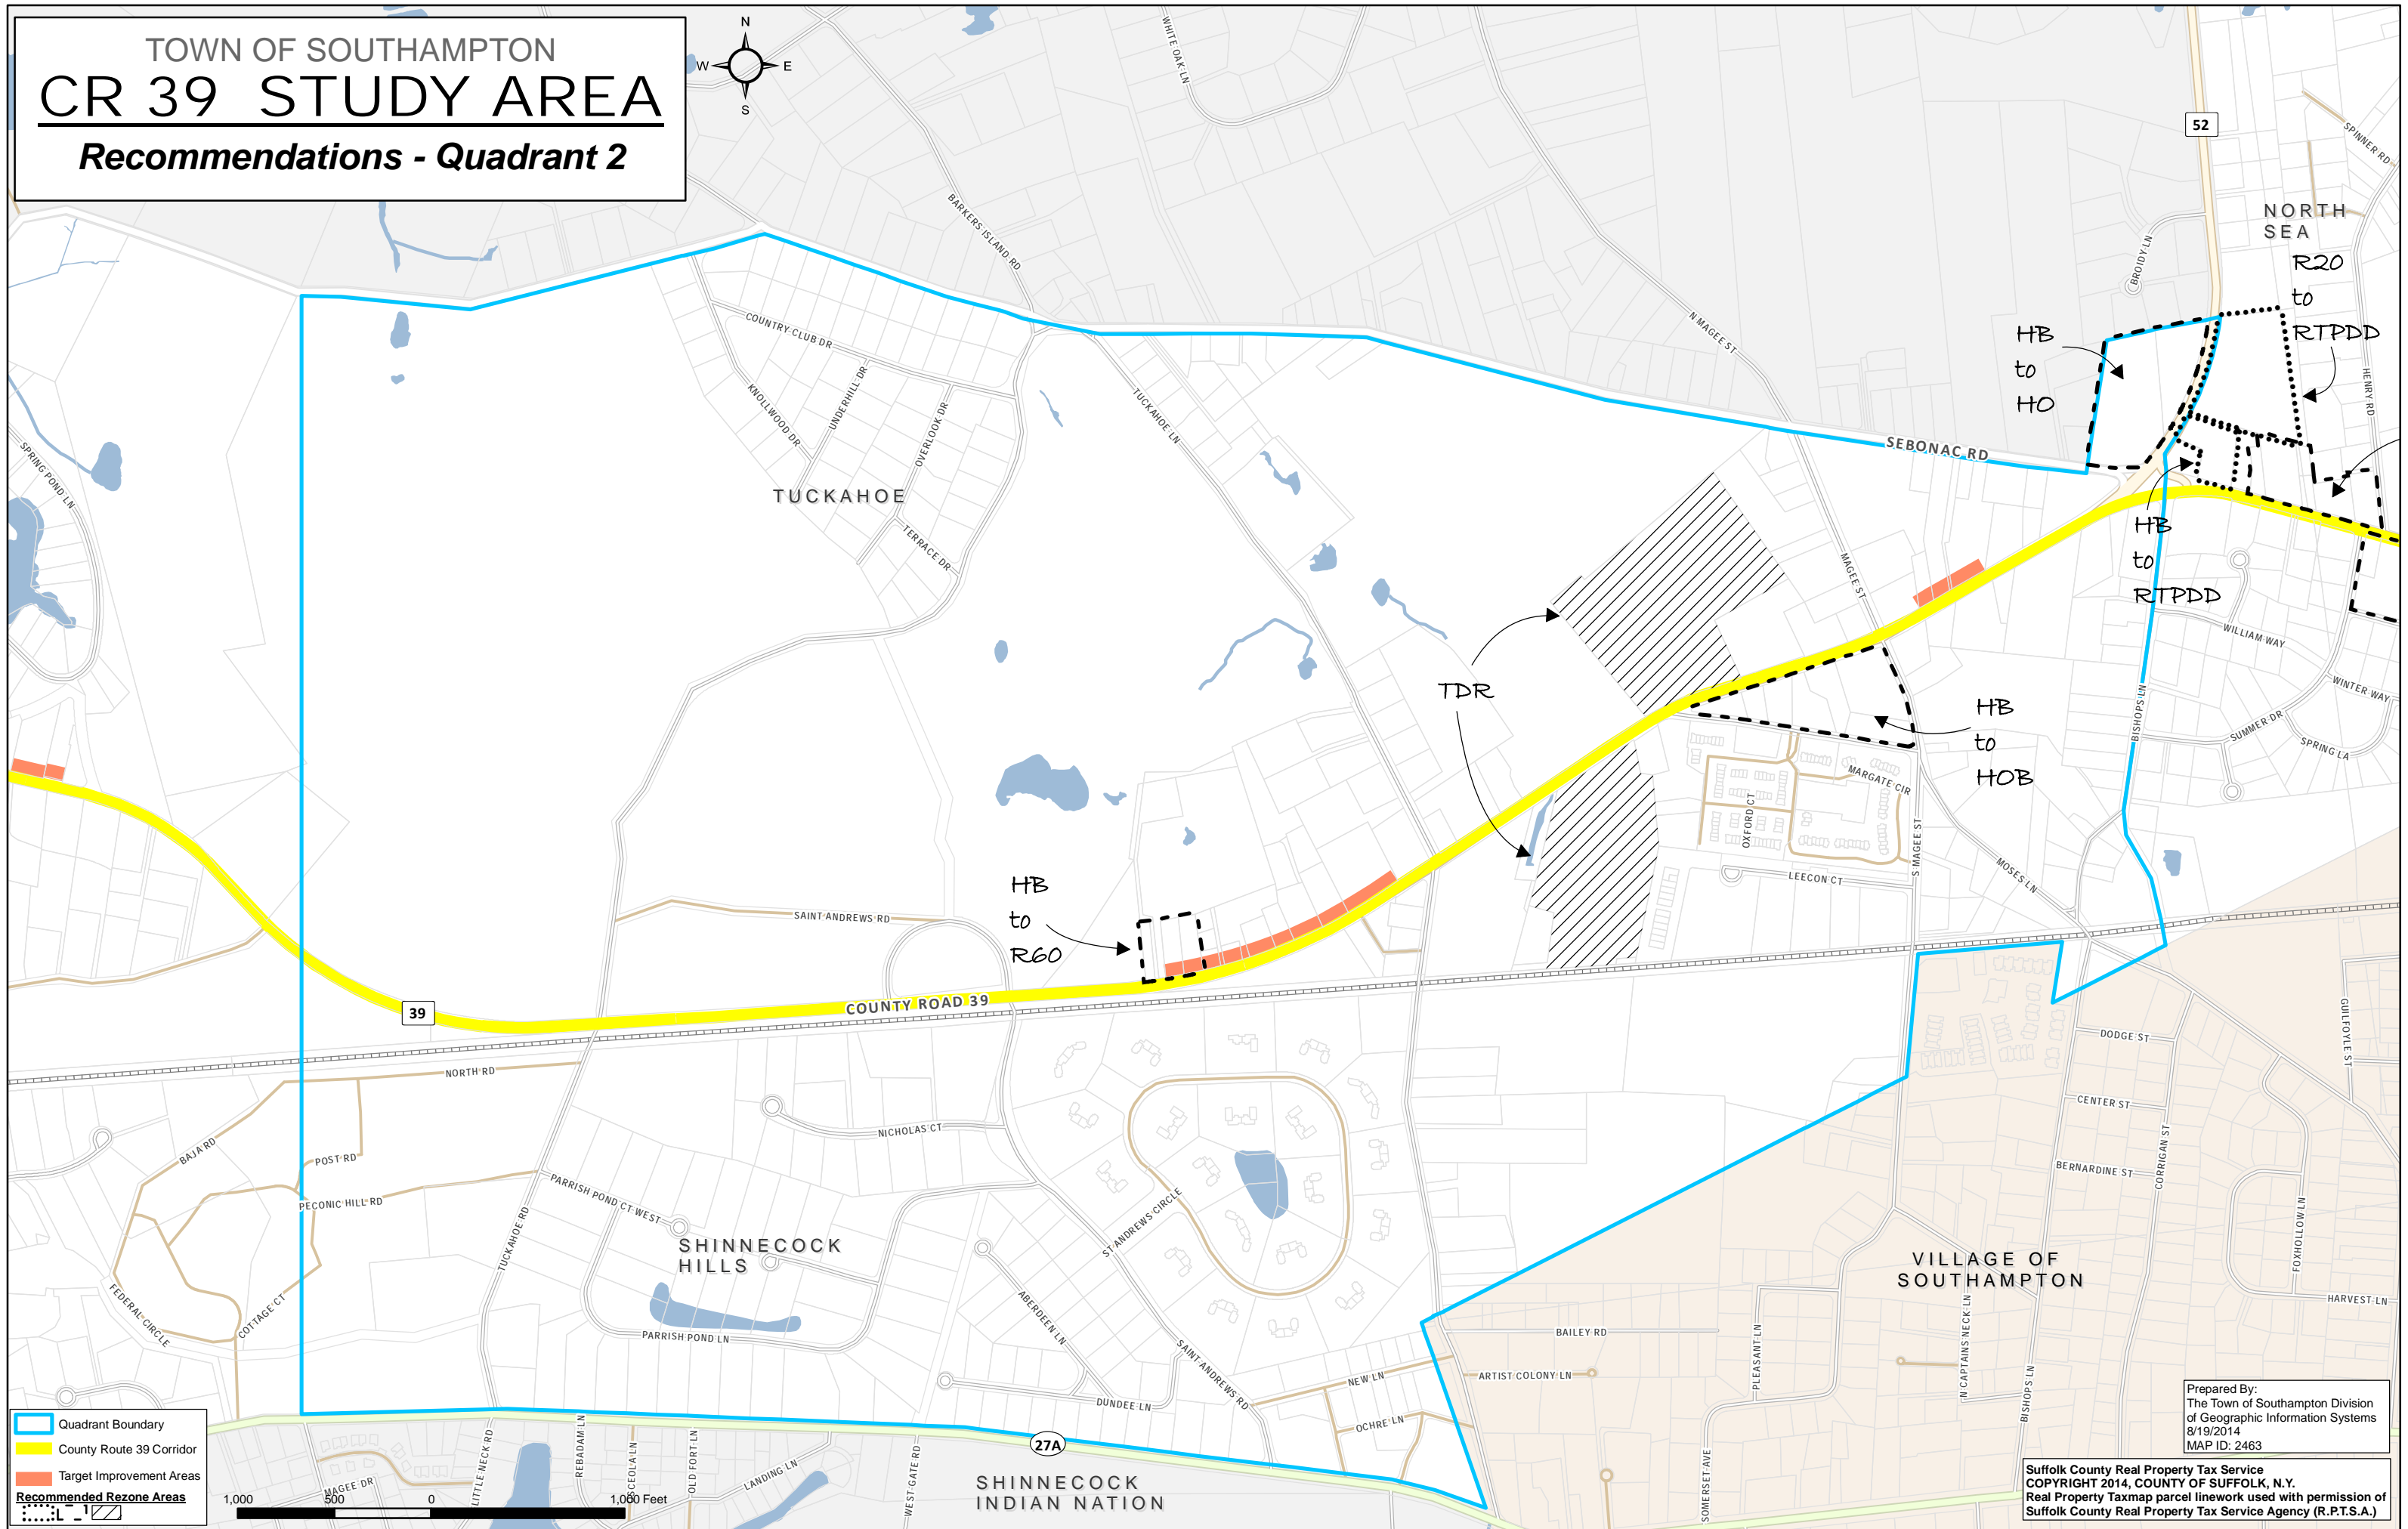 TOWN OF SOUTHAMPTON
CR 39 STUDY AREA
Recommendations - Quadrant 2
N
W
E
S
WHITE OAK LN
52
SPINNER RD
NORTH
SEA
BARKERS ISLAND RD
BROIDY LN
R20
to
RTPDD
HB
to
HO
HENRY RD
N MAGEE ST
COUNTRY CLUB DR
KNOLLWOOD DR
UNDERHILL DR
OVERLOOK DR
TERRACE DR
TUCKAHOE
TUCKAHOE LN
SEBONAC RD
SPRING POND LN
HB
to
RTPDD
MAGEE ST
WILLIAM WAY
WINTER WAY
SUMMER DR
SPRING LA
BISHOPS LN
TDR
HB
to
HOB
MARGATE CIR
OXFORD CT
S MAGEE ST
LEECON CT
MOSES LN
HB
to
R60
SAINT ANDREWS RD
COUNTY ROAD 39
39
NORTH RD
BAJA RD
POST RD
PECONIC HILL RD
NICHOLAS CT
PARRISH POND CT WEST
TUCKAHOE RD
SHINNECOCK
HILLS
ST ANDREWS CIRCLE
ABERDEEN LN
PARRISH POND LN
FEDERAL CIRCLE
COTTAGE CT
SAINT ANDREWS RD
DUNDEE LN
NEW LN
OCHRE LN
GUILFOYLE ST
DODGE ST
CENTER ST
BERNARDINE ST
CORRIGAN ST
FOXHOLLOW LN
HARVEST LN
VILLAGE OF
SOUTHAMPTON
BAILEY RD
ARTIST COLONY LN
PLEASANT LN
N CAPTAINS NECK LN
BISHOPS LN
SOMERSET AVE
27A
SHINNECOCK
INDIAN NATION
MAGEE DR
LITTLE NECK RD
REBADAM LN
OSCEOLA LN
OLD FORT LN
LANDING LN
WEST GATE RD
Quadrant Boundary
County Route 39 Corridor
Target Improvement Areas
Recommended Rezone Areas
1,000
500
0
1,000 Feet
Prepared By:
The Town of Southampton Division
of Geographic Information Systems
8/19/2014
MAP ID: 2463
Suffolk County Real Property Tax Service
COPYRIGHT 2014, COUNTY OF SUFFOLK, N.Y.
Real Property Taxmap parcel linework used with permission of
Suffolk County Real Property Tax Service Agency (R.P.T.S.A.)